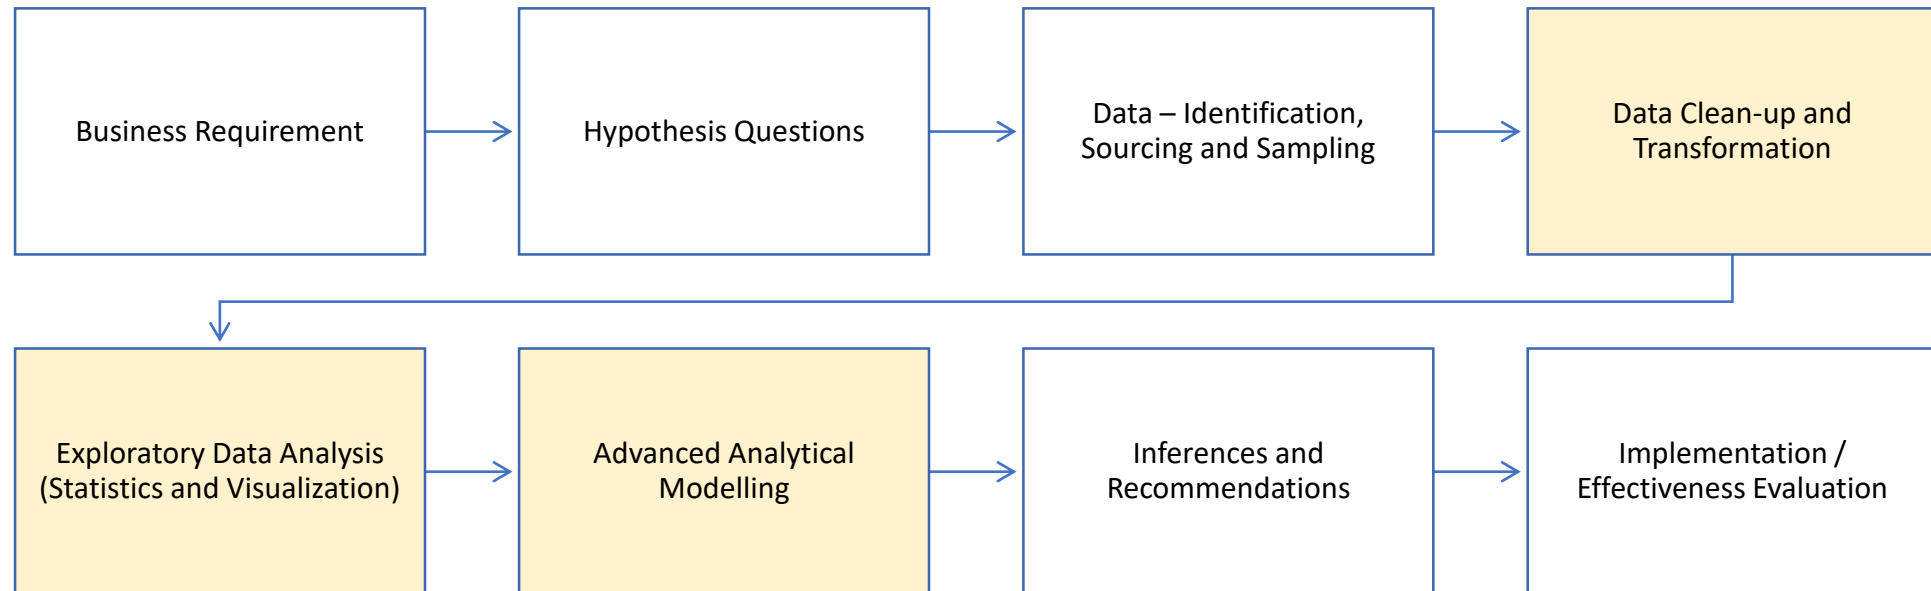 Business Requirement
Hypothesis Questions
Data – Identification,
Sourcing and Sampling
Data Clean-up and
Transformation
Exploratory Data Analysis
(Statistics and Visualization)
Advanced Analytical
Modelling
Inferences and
Recommendations
Implementation /
Effectiveness Evaluation